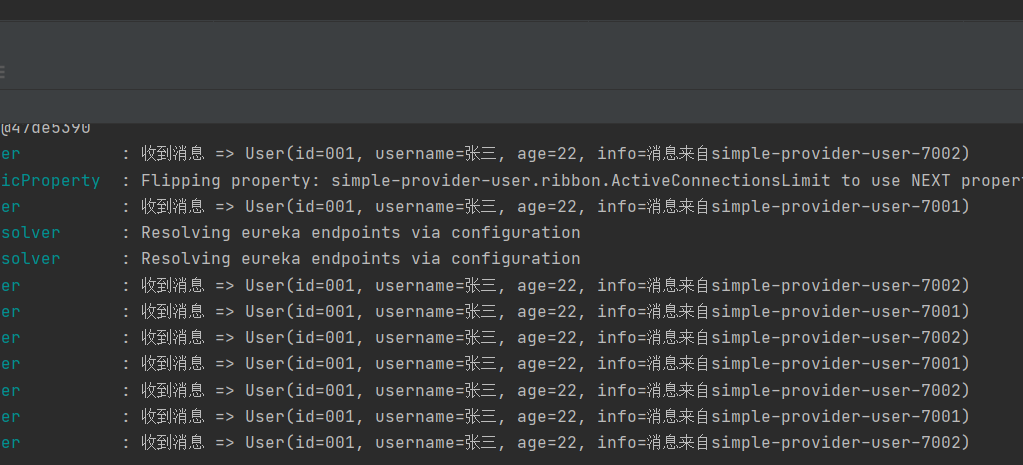 @47de5390
er : 收到消息 => User(id=001, username=张三, age=22, info=消息来自simple-provider-user-7002)
icProperty : Flipping property: simple-provider-user.ribbon.ActiveConnectionsLimit to use NEXT propert
er : 收到消息 => User(id=001, username=张三, age=22, info=消息来自simple-provider-user-7001)
solver : Resolving eureka endpoints via configuration
solver : Resolving eureka endpoints via configuration
er : 收到消息 => User(id=001, username=张三, age=22, info=消息来自simple-provider-user-7002)
er : 收到消息 => User(id=001, username=张三, age=22, info=消息来自simple-provider-user-7001)
er : 收到消息 => User(id=001, username=张三, age=22, info=消息来自simple-provider-user-7002)
er : 收到消息 => User(id=001, username=张三, age=22, info=消息来自simple-provider-user-7001)
er : 收到消息 => User(id=001, username=张三, age=22, info=消息来自simple-provider-user-7002)
er : 收到消息 => User(id=001, username=张三, age=22, info=消息来自simple-provider-user-7001)
er : 收到消息 => User(id=001, username=张三, age=22, info=消息来自simple-provider-user-7002)